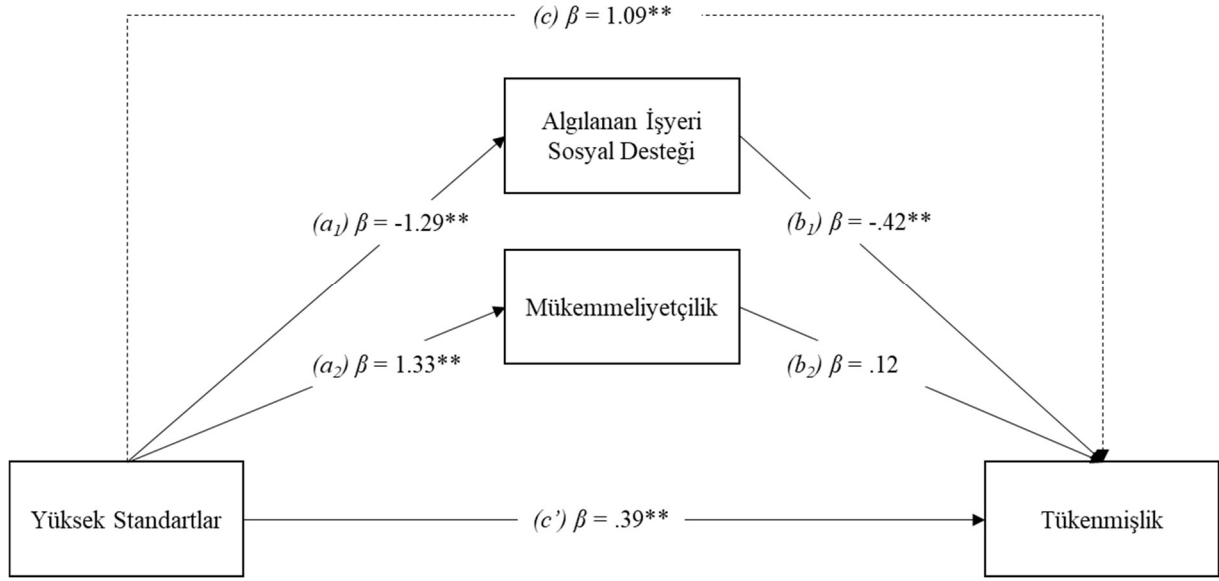 (c) β = 1.09**
Algılanan İşyeri
Sosyal Desteği
(a1) β = -1.29**
(b1) β = -.42**
Mükemmeliyetçilik
(a2) β = 1.33**
(b2) β = .12
Yüksek Standartlar
(c’) β = .39**
Tükenmişlik